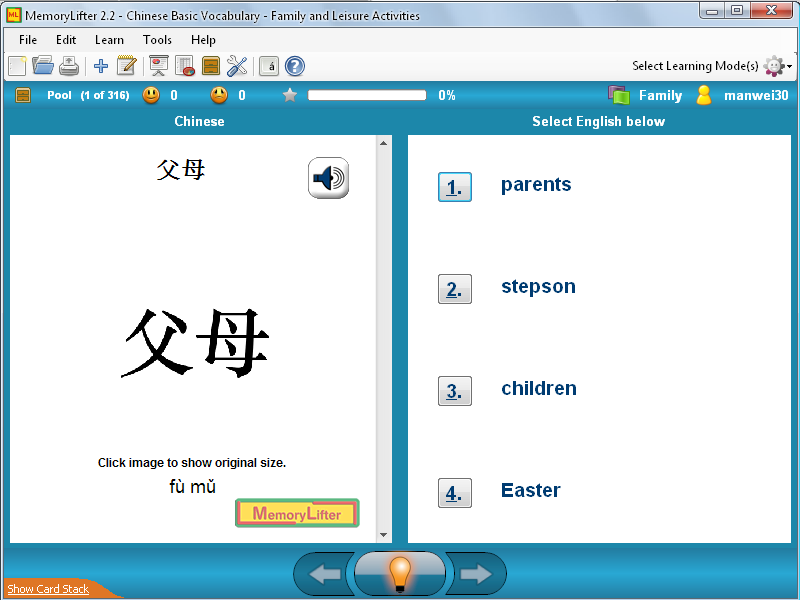 MemoryLifter 2.2 - Chinese Basic Vocabulary - Family and Leisure Activities
File Edit Learn Tools Help
á ? Select Learning Mode(s)
Pool (1 of 316) 0 0 0% Family manwei30
Chinese
父母
父母
Click image to show original size.
fù mǔ
MemoryLifter
Select English below
1. parents
2. stepson
3. children
4. Easter
Show Card Stack